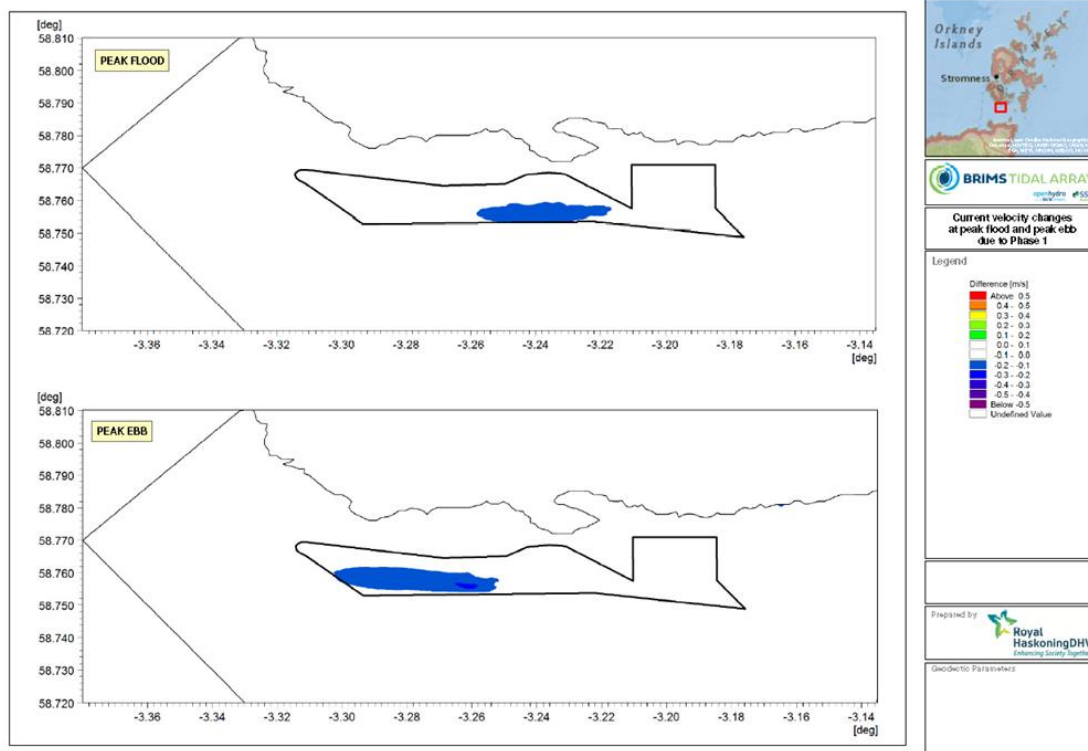 [deg]
PEAK FLOOD
58.810
58.800
58.790
58.780
58.770
58.760
58.750
58.740
58.730
58.720
-3.36
-3.34
-3.32
-3.30
-3.28
-3.26
-3.24
-3.22
-3.20
-3.18
-3.16
-3.14
[deg]
[deg]
PEAK EBB
58.810
58.800
58.790
58.780
58.770
58.760
58.750
58.740
58.730
58.720
-3.36
-3.34
-3.32
-3.30
-3.28
-3.26
-3.24
-3.22
-3.20
-3.18
-3.16
-3.14
[deg]
Orkney
Islands
Stromness
BRIMS TIDAL ARRAY
openhydro
SS
Current velocity changes
at peak flood and peak ebb
due to Phase 1
Legend
Difference [m/s]
Above 0.5
0.4 - 0.5
0.3 - 0.4
0.2 - 0.3
0.1 - 0.2
0.0 - 0.1
-0.1 - 0.0
-0.2 - -0.1
-0.3 - -0.2
-0.4 - -0.3
-0.5 - -0.4
Below -0.5
Undefined Value
Prepared by
Royal
HaskoningDHV
Enhancing Society Together
Geodectic Parameters